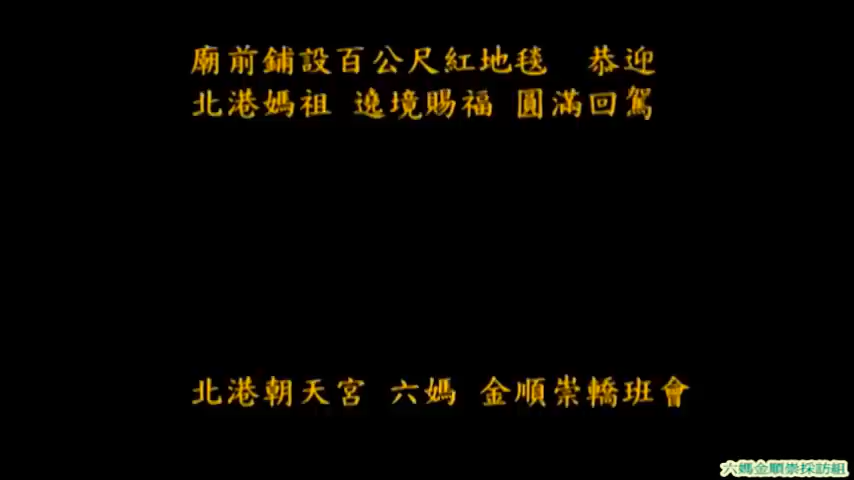 廟前鋪設百公尺紅地毯　恭迎
北港媽祖 遶境賜福 圓滿回駕
北港朝天宮 六媽 金順崇轎班會
六媽金順崇採訪組